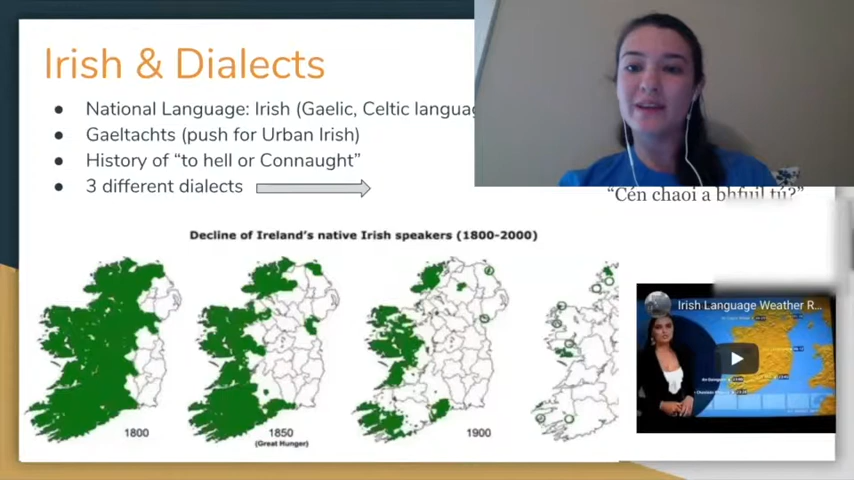 Irish & Dialects
National Language: Irish (Gaelic, Celtic
Gaeltachts (push for Urban Irish)
History of “to hell or Connaught”
3 different dialects
“Cén chaoi a bhfuil tú?”
Decline of Ireland's native Irish speakers (1800-2000)
1800
1850
(Great Hunger)
1900
Irish Language Weather R...